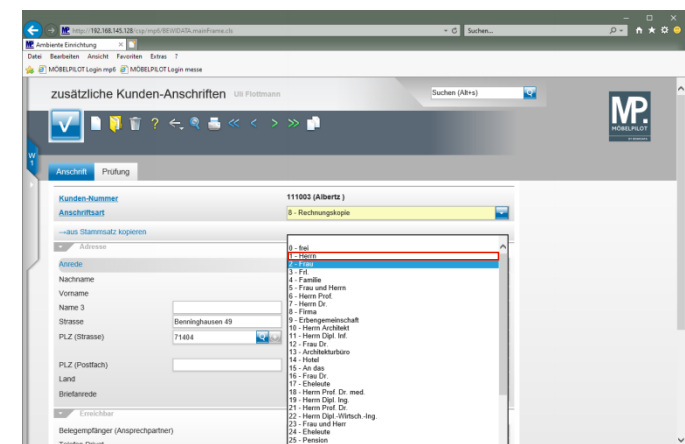 http://192.168.145.128/csp/mp6/BEWIDATA.mainFrame.cls
Suchen...
Ambiente Einrichtung
Datei Bearbeiten Ansicht Favoriten Extras ?
MÖBELPILOT Login mp6 MÖBELPILOT Login messe
zusätzliche Kunden-Anschriften Uli Flottmann
Suchen (Alt+s)
MP.
MÖBELPILOT
W
1
Anschrift Prüfung
Kunden-Nummer 111003 (Albertz )
Anschriftsart 8 - Rechnungskopie
→aus Stammsatz kopieren
Adresse
Anrede
Nachname
Vorname
Name 3
Strasse Benninghausen 49
PLZ (Strasse) 71404
PLZ (Postfach)
Land
Briefanrede
Erreichbar
Belegempfänger (Ansprechpartner)
Telefon Privat
0 - frei
1 - Herrn
2 - Frau
3 - Frl.
4 - Familie
5 - Frau und Herrn
6 - Herrn Prof.
7 - Herrn Dr.
8 - Firma
9 - Erbengemeinschaft
10 - Herrn Architekt
11 - Herrn Dipl. Inf.
12 - Frau Dr.
13 - Architekturbüro
14 - Hotel
15 - An das
16 - Frau Dr.
17 - Eheleute
18 - Herrn Prof. Dr. med.
19 - Herrn Dipl. Ing.
21 - Herrn Prof. Dr.
22 - Herrn Dipl.-Wirtsch.-Ing.
23 - Frau und Herr
24 - Eheleute
25 - Pension